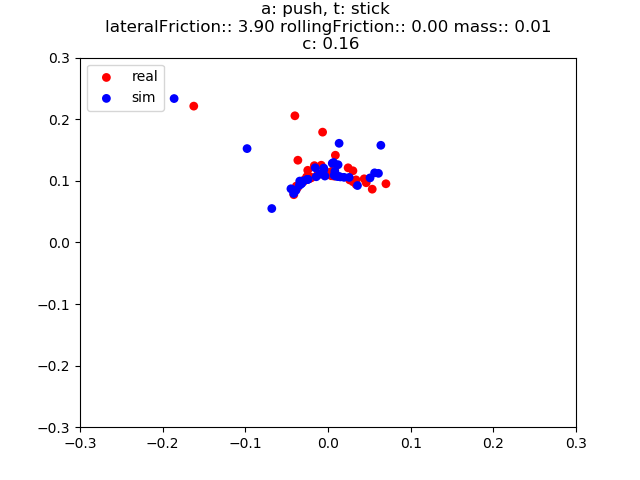 a: push, t: stick
lateralFriction:: 3.90 rollingFriction:: 0.00 mass:: 0.01
c: 0.16
real
sim
0.3
0.2
0.1
0.0
−0.1
−0.2
−0.3
−0.3
−0.2
−0.1
0.0
0.1
0.2
0.3